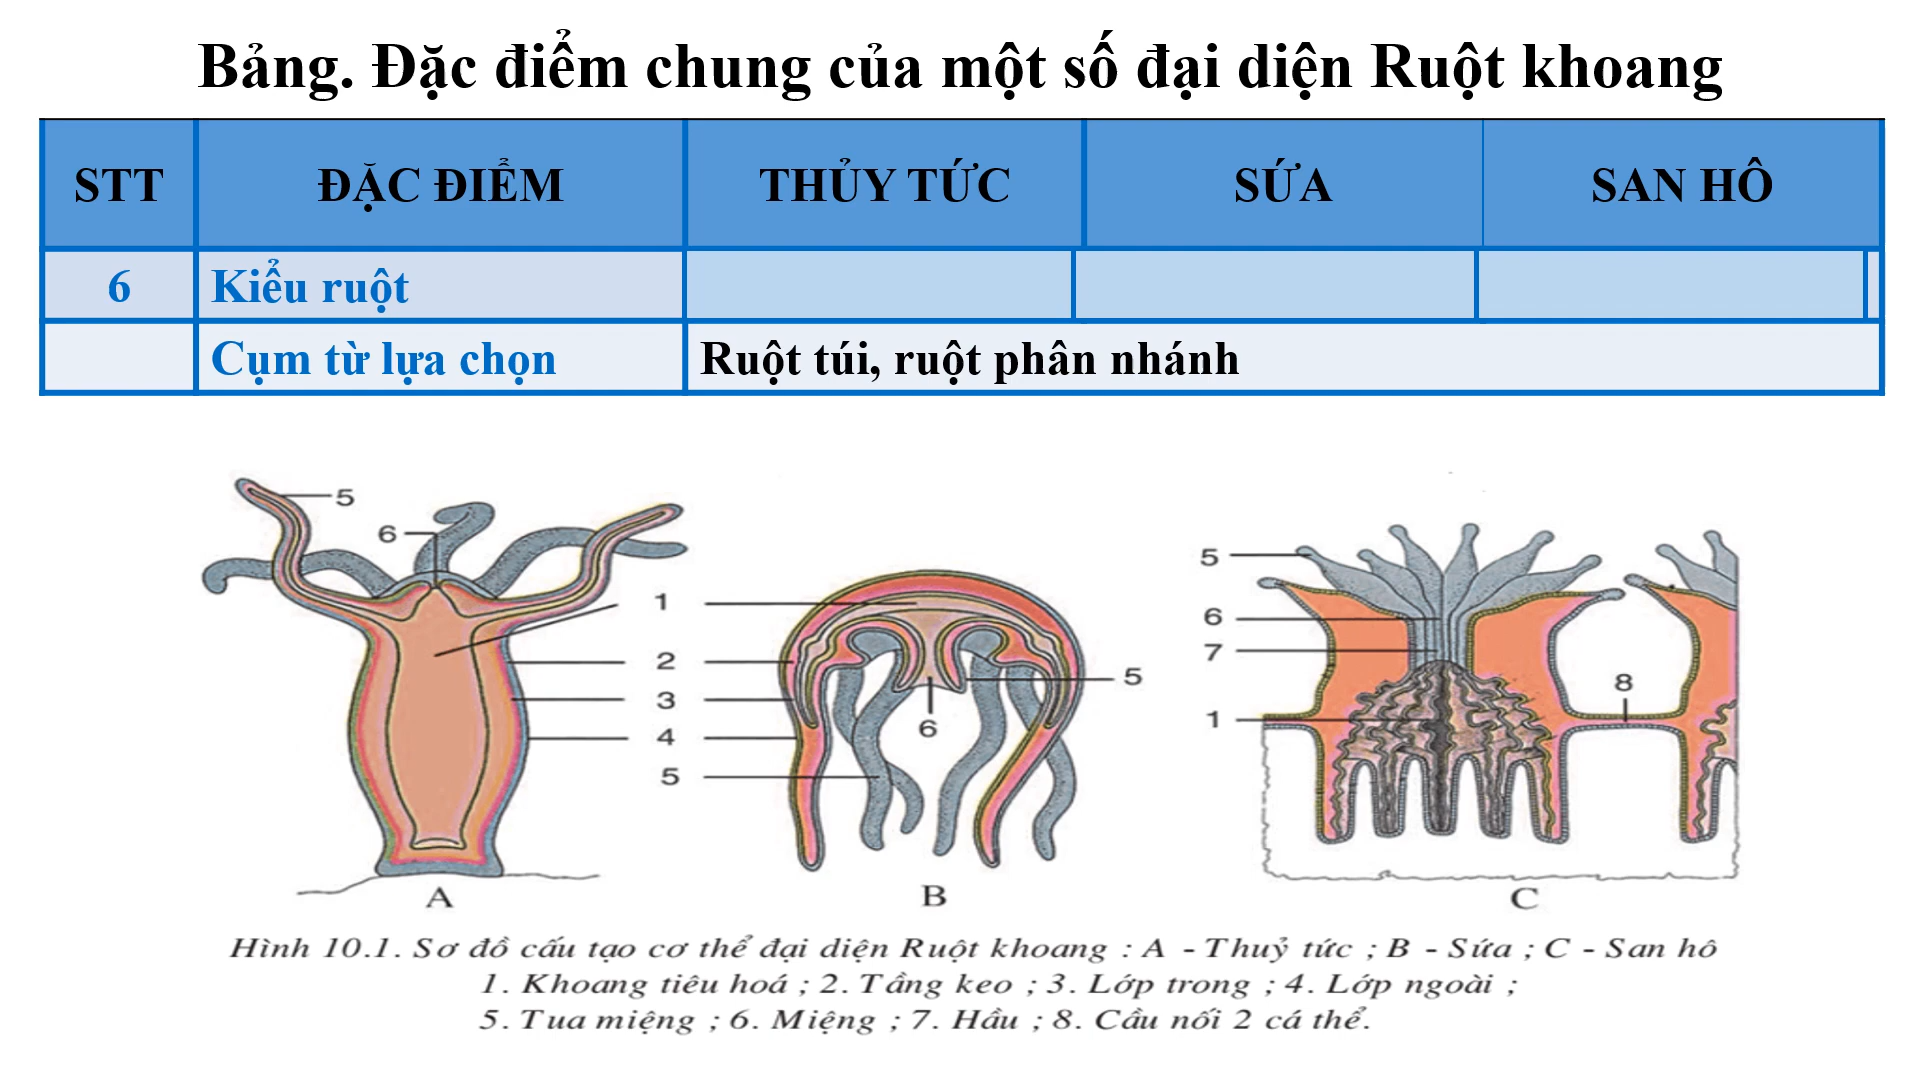 Bảng. Đặc điểm chung của một số đại diện Ruột khoang
STT ĐẶC ĐIỂM THỦY TỨC SỨA SAN HÔ
6 Kiểu ruột
Cụm từ lựa chọn Ruột túi, ruột phân nhánh
5
6
1
2
3
4
5
6
5
5
6
7
1
8
A
B
C
Hình 10.1. Sơ đồ cấu tạo cơ thể đại diện Ruột khoang : A - Thuỷ tức ; B - Sứa ; C - San hô
1. Khoang tiêu hoá ; 2. Tầng keo ; 3. Lớp trong ; 4. Lớp ngoài ;
5. Tua miệng ; 6. Miệng ; 7. Hầu ; 8. Cầu nối 2 cá thể.